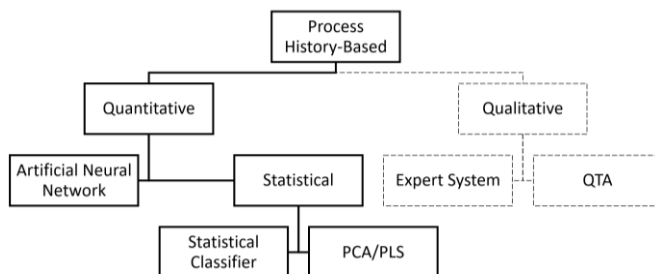 Process
History-Based
Quantitative
Qualitative
Artificial Neural
Network
Statistical
Expert System
QTA
Statistical
Classifier
PCA/PLS